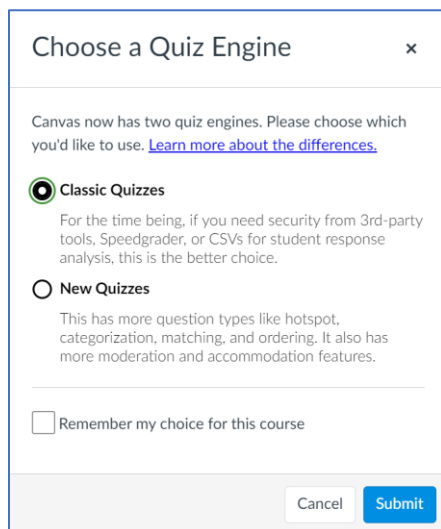 Choose a Quiz Engine
×
Canvas now has two quiz engines. Please choose which
you'd like to use. Learn more about the differences.
Classic Quizzes
For the time being, if you need security from 3rd-party
tools, Speedgrader, or CSVs for student response
analysis, this is the better choice.
New Quizzes
This has more question types like hotspot,
categorization, matching, and ordering. It also has
more moderation and accommodation features.
Remember my choice for this course
Cancel Submit